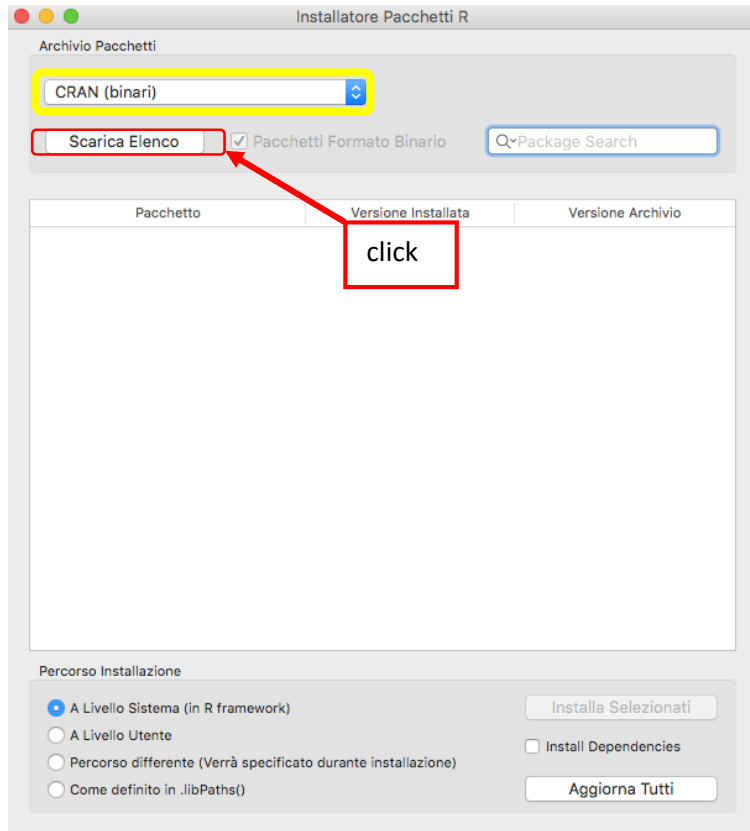 Installatore Pacchetti R
Archivio Pacchetti
CRAN (binari)
Scarica Elenco
Pacchetti Formato Binario
Package Search
Pacchetto
Versione Installata
Versione Archivio
click
Percorso Installazione
A Livello Sistema (in R framework)
Installa Selezionati
A Livello Utente
Install Dependencies
Percorso differente (Verrà specificato durante installazione)
Come definito in .libPaths()
Aggiorna Tutti